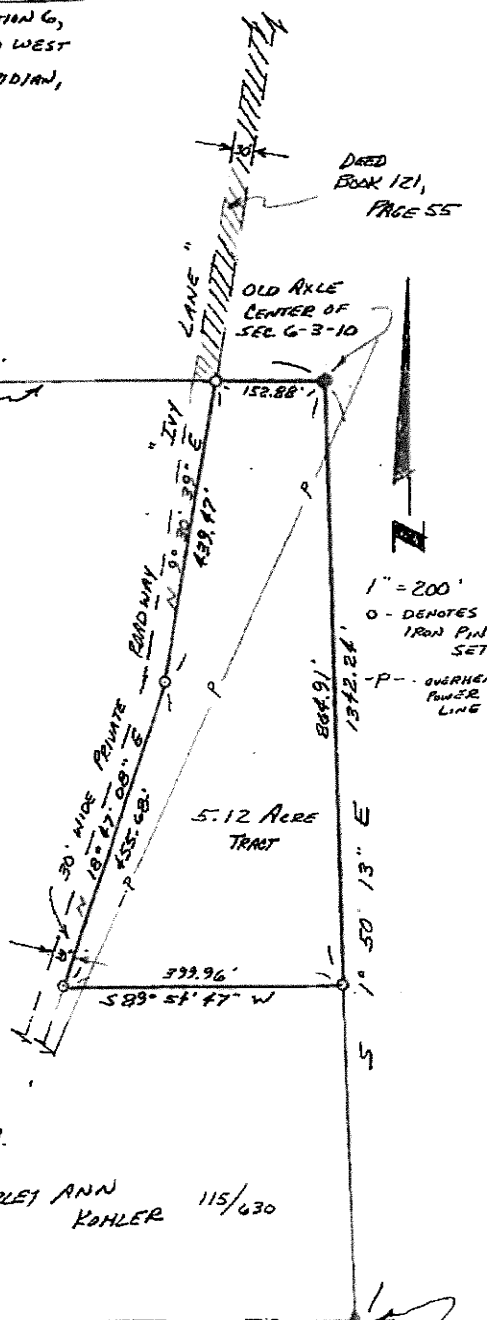 TION 6,
WEST
DIAN,
30'
DEED
BOOK 121,
PAGE 55
OLD AXLE
CENTER OF
SEC. 6-3-10
152.88'
"IVY LANE"
N 9° 30' 39" E
439.47'
1" = 200'
O - DENOTES
IRON PIN
SET
-P- - OVERHEAD
POWER
LINE
P
P
P
864.91'
1342.24'
S 1° 50' 13" E
30' WIDE PRIVATE ROADWAY
N 18° 47' 08" E
455.68'
5.12 ACRE
TRACT
399.96'
S 89° 51' 47" W
ANN
KOHLER
115/630